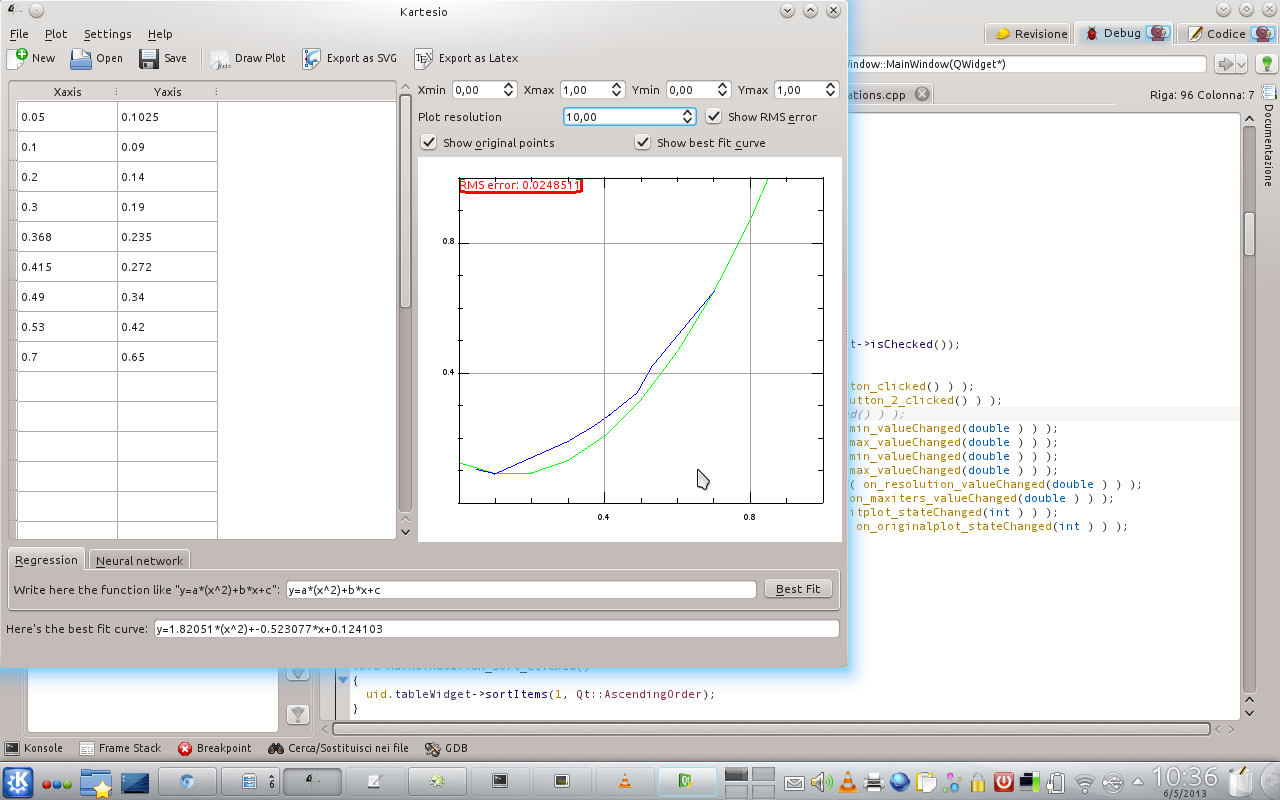 Kartesio
File Plot Settings Help
New Open Save Draw Plot Export as SVG Export as Latex
Xaxis Yaxis
0.05 0.1025
0.1 0.09
0.2 0.14
0.3 0.19
0.368 0.235
0.415 0.272
0.49 0.34
0.53 0.42
0.7 0.65
Xmin 0,00 Xmax 1,00 Ymin 0,00 Ymax 1,00
Plot resolution 10,00 Show RMS error
Show original points Show best fit curve
RMS error: 0.0248511
0.8
0.4
0.4 0.8
Regression Neural network
Write here the function like "y=a*(x^2)+b*x+c": y=a*(x^2)+b*x+c Best Fit
Here's the best fit curve: y=1.82051*(x^2)+-0.523077*x+0.124103
Revisione Debug Codice
indow::MainWindow(QWidget*)
ations.cpp Riga: 96 Colonna: 7
Documentazione
t->isChecked());
ton_clicked() ) );
utton_2_clicked() ) );
ed() ) );
min_valueChanged(double ) ) );
max_valueChanged(double ) ) );
min_valueChanged(double ) ) );
max_valueChanged(double ) ) );
( on_resolution_valueChanged(double ) ) );
on_maxiters_valueChanged(double ) ) );
itplot_stateChanged(int ) ) );
on_originalplot_stateChanged(int ) ) );
{
uid.tableWidget->sortItems(1, Qt::AscendingOrder);
}
Konsole Frame Stack Breakpoint Cerca/Sostituisci nei file GDB
6
10:36
6/5/2013